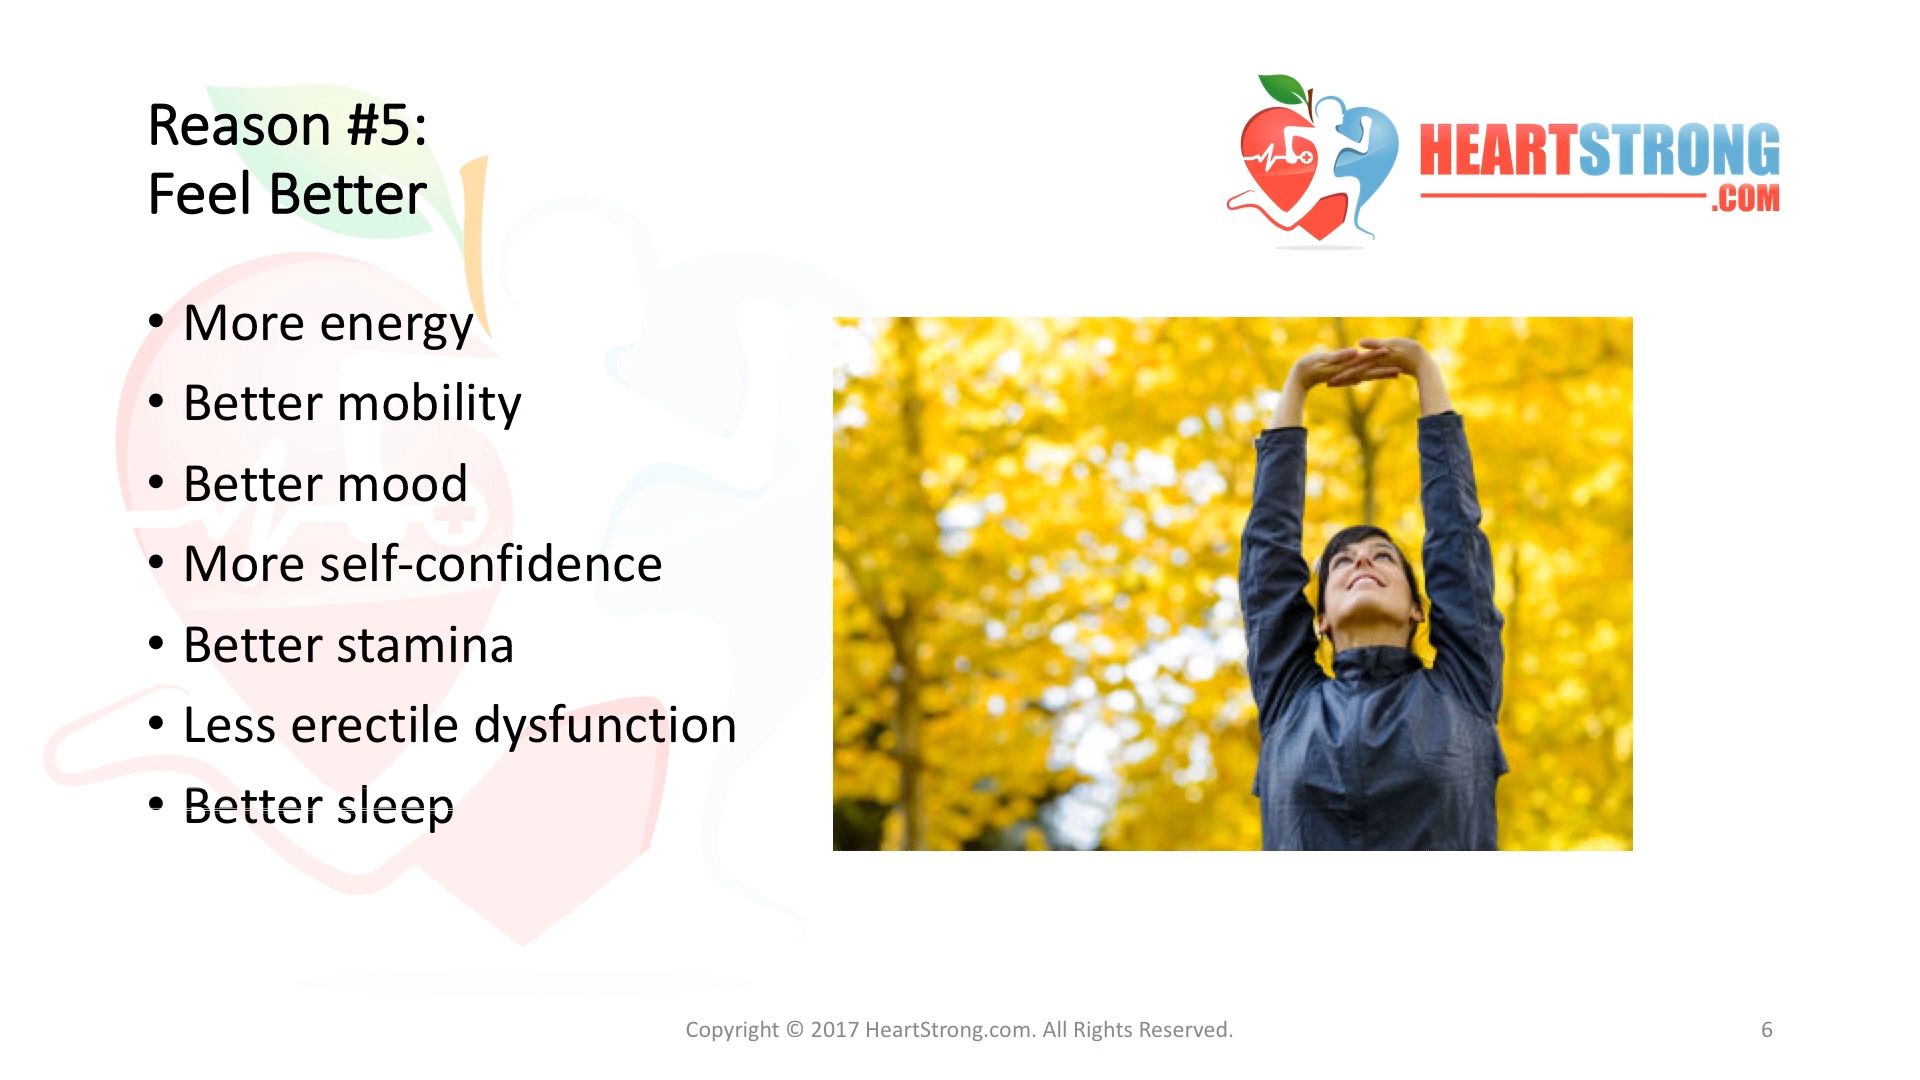 Reason #5:
Feel Better
HEARTSTRONG
.COM
• More energy
• Better mobility
• Better mood
• More self-confidence
• Better stamina
• Less erectile dysfunction
• Better sleep
Copyright © 2017 HeartStrong.com. All Rights Reserved.
6